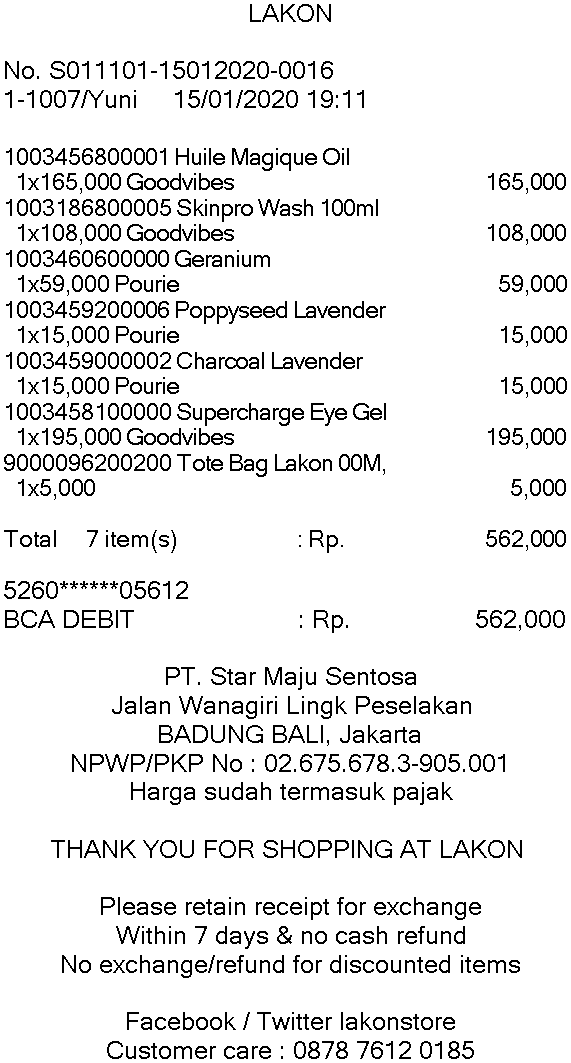 LAKON
No. S011101-15012020-0016
1-1007/Yuni 15/01/2020 19:11
1003456800001 Huile Magique Oil
1x165,000 Goodvibes 165,000
1003186800005 Skinpro Wash 100ml
1x108,000 Goodvibes 108,000
1003460600000 Geranium
1x59,000 Pourie 59,000
1003459200006 Poppyseed Lavender
1x15,000 Pourie 15,000
1003459000002 Charcoal Lavender
1x15,000 Pourie 15,000
1003458100000 Supercharge Eye Gel
1x195,000 Goodvibes 195,000
9000096200200 Tote Bag Lakon 00M,
1x5,000 5,000
Total 7 item(s) : Rp. 562,000
5260******05612
BCA DEBIT : Rp. 562,000
PT. Star Maju Sentosa
Jalan Wanagiri Lingk Peselakan
BADUNG BALI, Jakarta
NPWP/PKP No : 02.675.678.3-905.001
Harga sudah termasuk pajak
THANK YOU FOR SHOPPING AT LAKON
Please retain receipt for exchange
Within 7 days & no cash refund
No exchange/refund for discounted items
Facebook / Twitter lakonstore
Customer care : 0878 7612 0185